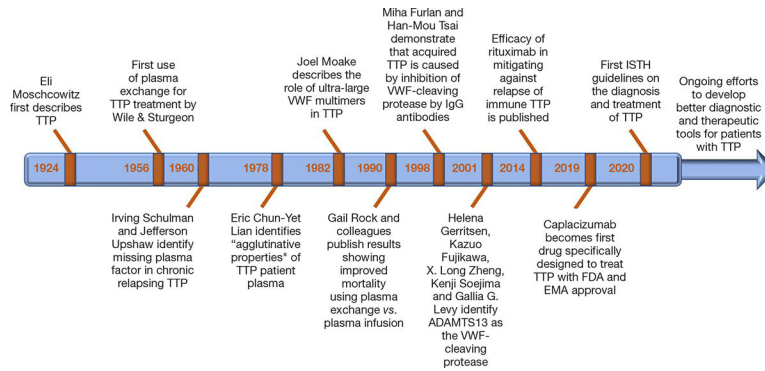 Eli
Moschcowitz
first describes
TTP
First use
of plasma
exchange for
TTP treatment by
Wile & Sturgeon
Joel Moake
describes the
role of ultra-large
VWF multimers
in TTP
Miha Furlan and
Han-Mou Tsai
demonstrate
that acquired
TTP is caused
by inhibition of
VWF-cleaving
protease by IgG
antibodies
Efficacy of
rituximab in
mitigating
against
relapse of
immune TTP
is published
First ISTH
guidelines on
the diagnosis
and treatment
of TTP
Ongoing efforts
to develop
better diagnostic
and therapeutic
tools for patients
with TTP
1924 1956 1960 1978 1982 1990 1998 2001 2014 2019 2020
Irving Schulman
and Jefferson
Upshaw identify
missing plasma
factor in chronic
relapsing TTP
Eric Chun-Yet
Lian identifies
“agglutinative
properties" of
TTP patient
plasma
Gail Rock and
colleagues
publish results
showing
improved
mortality
using plasma
exchange vs.
plasma infusion
Helena
Gerritsen,
Kazuo
Fujikawa,
X. Long Zheng,
Kenji Soejima
and Gallia G.
Levy identify
ADAMTS13 as
the VWF-
cleaving
protease
Caplacizumab
becomes first
drug specifically
designed to treat
TTP with FDA and
EMA approval